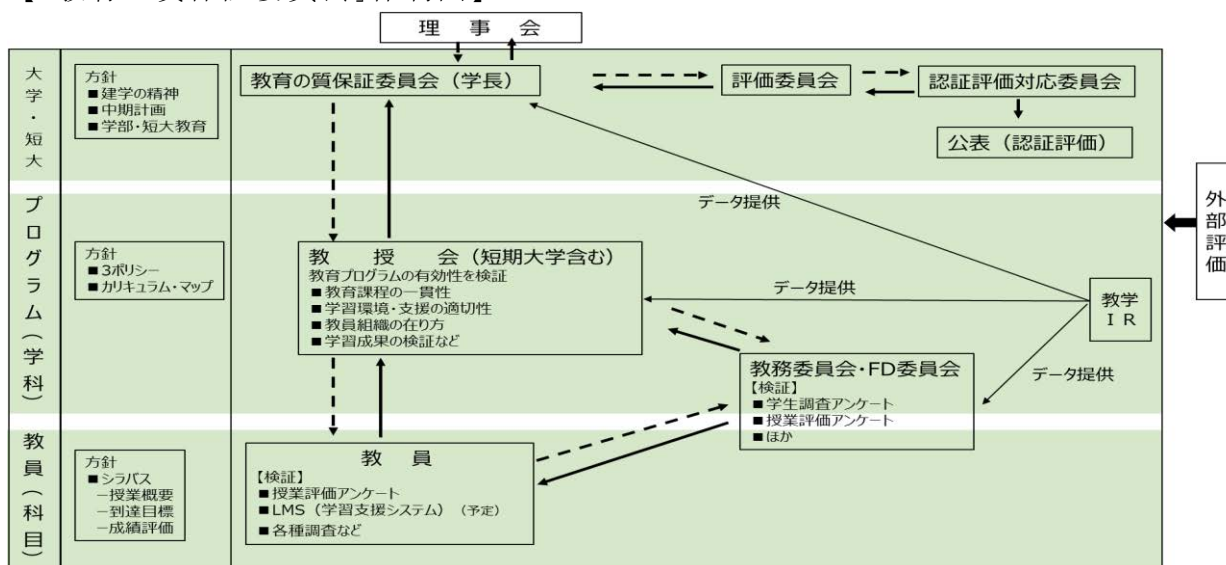 理 事 会
大学・短大
方針
■建学の精神
■中期計画
■学部・短大教育
教育の質保証委員会（学長）
評価委員会
認証評価対応委員会
公表（認証評価）
データ提供
外部評価
プログラム（学科）
方針
■3ポリシー
■カリキュラム・マップ
教 授 会（短期大学含む）
教育プログラムの有効性を検証
■教育課程の一貫性
■学習環境・支援の適切性
■教員組織の在り方
■学習成果の検証など
データ提供
教学
ＩＲ
データ提供
教務委員会・FD委員会
【検証】
■学生調査アンケート
■授業評価アンケート
■ほか
教員（科目）
方針
■シラバス
－授業概要
－到達目標
－成績評価
教 員
【検証】
■授業評価アンケート
■LMS（学習支援システム）（予定）
■各種調査など